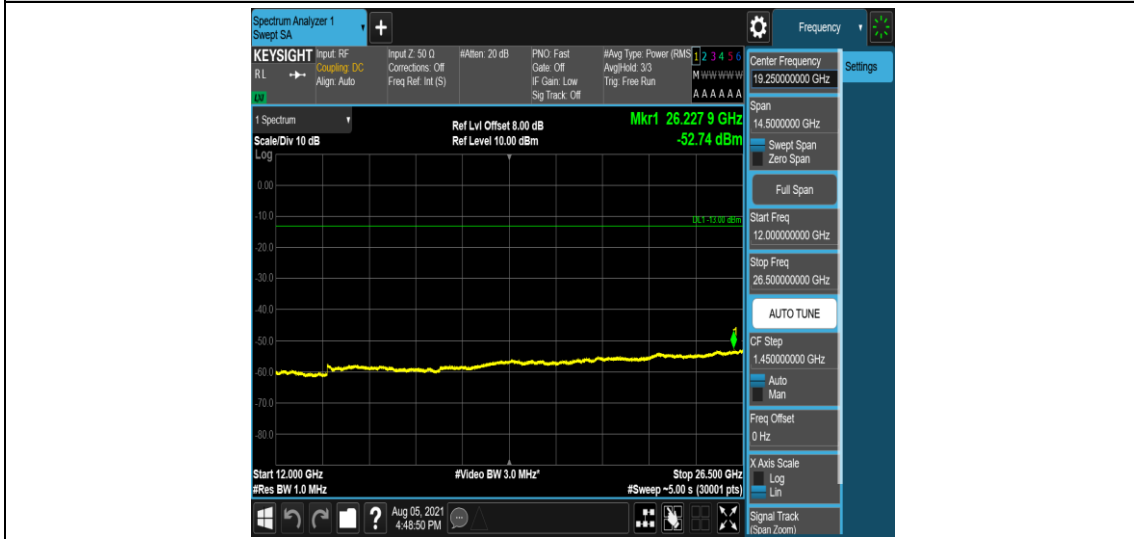 Spectrum Analyzer 1
Swept SA
+
Frequency
KEYSIGHT
RL
Input: RF
Coupling: DC
Align: Auto
Input Z: 50 Ω
Corrections: Off
Freq Ref: Int (S)
#Atten: 20 dB
PNO: Fast
Gate: Off
IF Gain: Low
Sig Track: Off
#Avg Type: Power (RMS
Avg|Hold: 3/3
Trig: Free Run
1 2 3 4 5 6
M W W W W W
A A A A A A
1 Spectrum
Scale/Div 10 dB
Log
Ref Lvl Offset 8.00 dB
Ref Level 10.00 dBm
Mkr1 26.227 9 GHz
-52.74 dBm
0.00
-10.0
DL1 -13.00 dBm
-20.0
-30.0
-40.0
-50.0
-60.0
-70.0
-80.0
1
Start 12.000 GHz
#Res BW 1.0 MHz
#Video BW 3.0 MHz*
Stop 26.500 GHz
#Sweep ~5.00 s (30001 pts)
?
Aug 05, 2021
4:48:50 PM
Center Frequency
19.250000000 GHz
Settings
Span
14.5000000 GHz
Swept Span
Zero Span
Full Span
Start Freq
12.000000000 GHz
Stop Freq
26.500000000 GHz
AUTO TUNE
CF Step
1.450000000 GHz
Auto
Man
Freq Offset
0 Hz
X Axis Scale
Log
Lin
Signal Track
(Span Zoom)